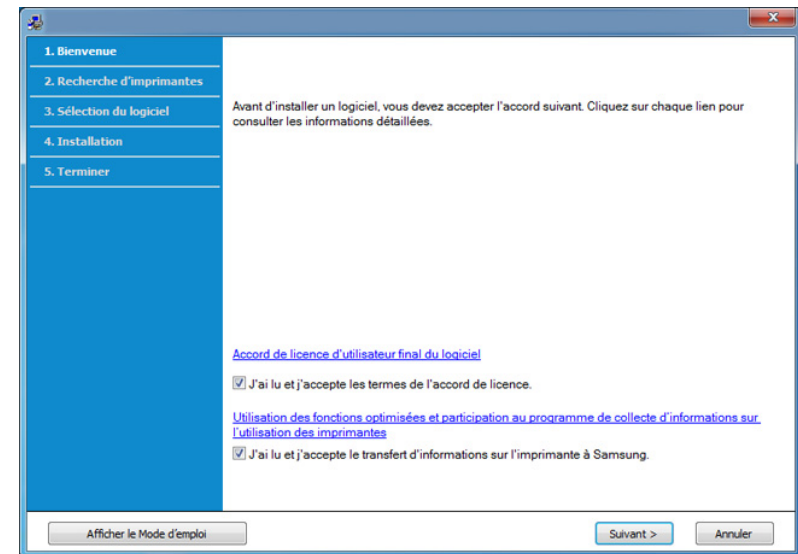 1. Bienvenue
2. Recherche d'imprimantes
3. Sélection du logiciel
4. Installation
5. Terminer
Avant d'installer un logiciel, vous devez accepter l'accord suivant. Cliquez sur chaque lien pour
consulter les informations détaillées.
Accord de licence d'utilisateur final du logiciel
J'ai lu et j'accepte les termes de l'accord de licence.
Utilisation des fonctions optimisées et participation au programme de collecte d'informations sur
l'utilisation des imprimantes
J'ai lu et j'accepte le transfert d'informations sur l'imprimante à Samsung.
Afficher le Mode d'emploi
Suivant >
Annuler